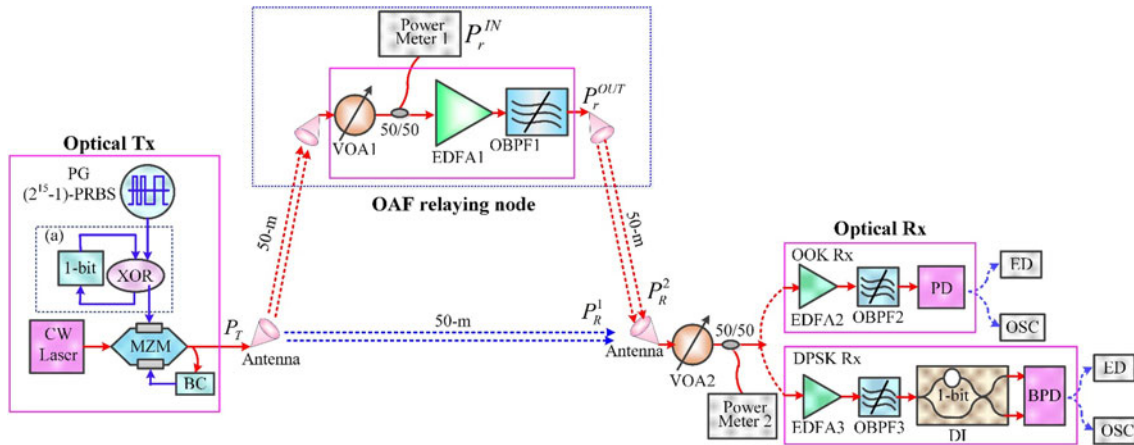 Power
Meter 1
P_r^{IN}
P_r^{OUT}
50/50
VOA1
EDFA1
OBPF1
OAF relaying node
50-m
50-m
Optical Tx
PG
(2^{15}-1)-PRBS
(a)
1-bit
XOR
CW
Laser
MZM
BC
P_T
Antenna
50-m
P_R^1
P_R^2
Antenna
VOA2
50/50
Power
Meter 2
Optical Rx
OOK Rx
EDFA2
OBPF2
PD
ED
OSC
DPSK Rx
EDFA3
OBPF3
1-bit
DI
BPD
ED
OSC